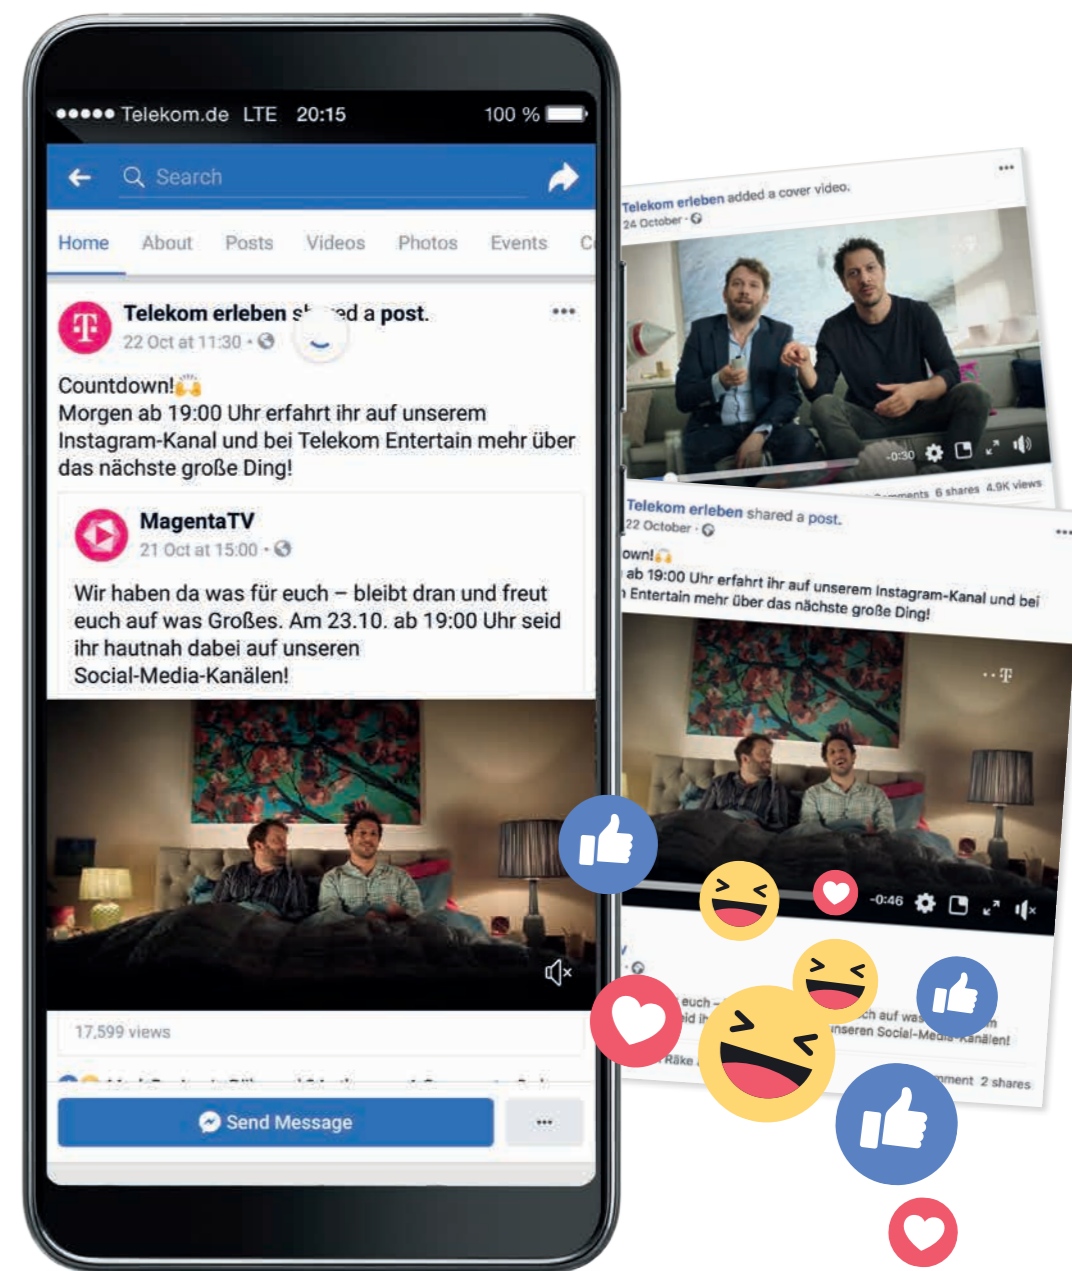 Telekom.de LTE 20:15 100 %
Search
Home About Posts Videos Photos Events
Telekom erleben a post.
22 Oct at 11:30
Countdown!🙌
Morgen ab 19:00 Uhr erfahrt ihr auf unserem
Instagram-Kanal und bei Telekom Entertain mehr über
das nächste große Ding!
MagentaTV
21 Oct at 15:00
Wir haben da was für euch – bleibt dran und freut
euch auf was Großes. Am 23.10. ab 19:00 Uhr seid
ihr hautnah dabei auf unseren
Social-Media-Kanälen!
17,599 views
Send Message
Telekom erleben added a cover video.
24 October
-0:30
6 shares 4.9K views
Telekom erleben shared a post.
22 October
own!🙌
ab 19:00 Uhr erfahrt ihr auf unserem Instagram-Kanal und bei
Entertain mehr über das nächste große Ding!
T
-0:46
euch – auf was
unseren Social-Media-Kanälen!
Räke 2 shares